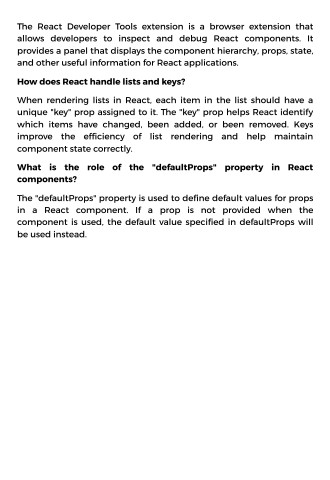 The React Developer Tools extension is a browser extension that
allows developers to inspect and debug React components. It
provides a panel that displays the component hierarchy, props, state,
and other useful information for React applications.
How does React handle lists and keys?
When rendering lists in React, each item in the list should have a
unique "key" prop assigned to it. The "key" prop helps React identify
which items have changed, been added, or been removed. Keys
improve the efficiency of list rendering and help maintain
component state correctly.
What is the role of the "defaultProps" property in React
components?
The "defaultProps" property is used to define default values for props
in a React component. If a prop is not provided when the
component is used, the default value specified in defaultProps will
be used instead.